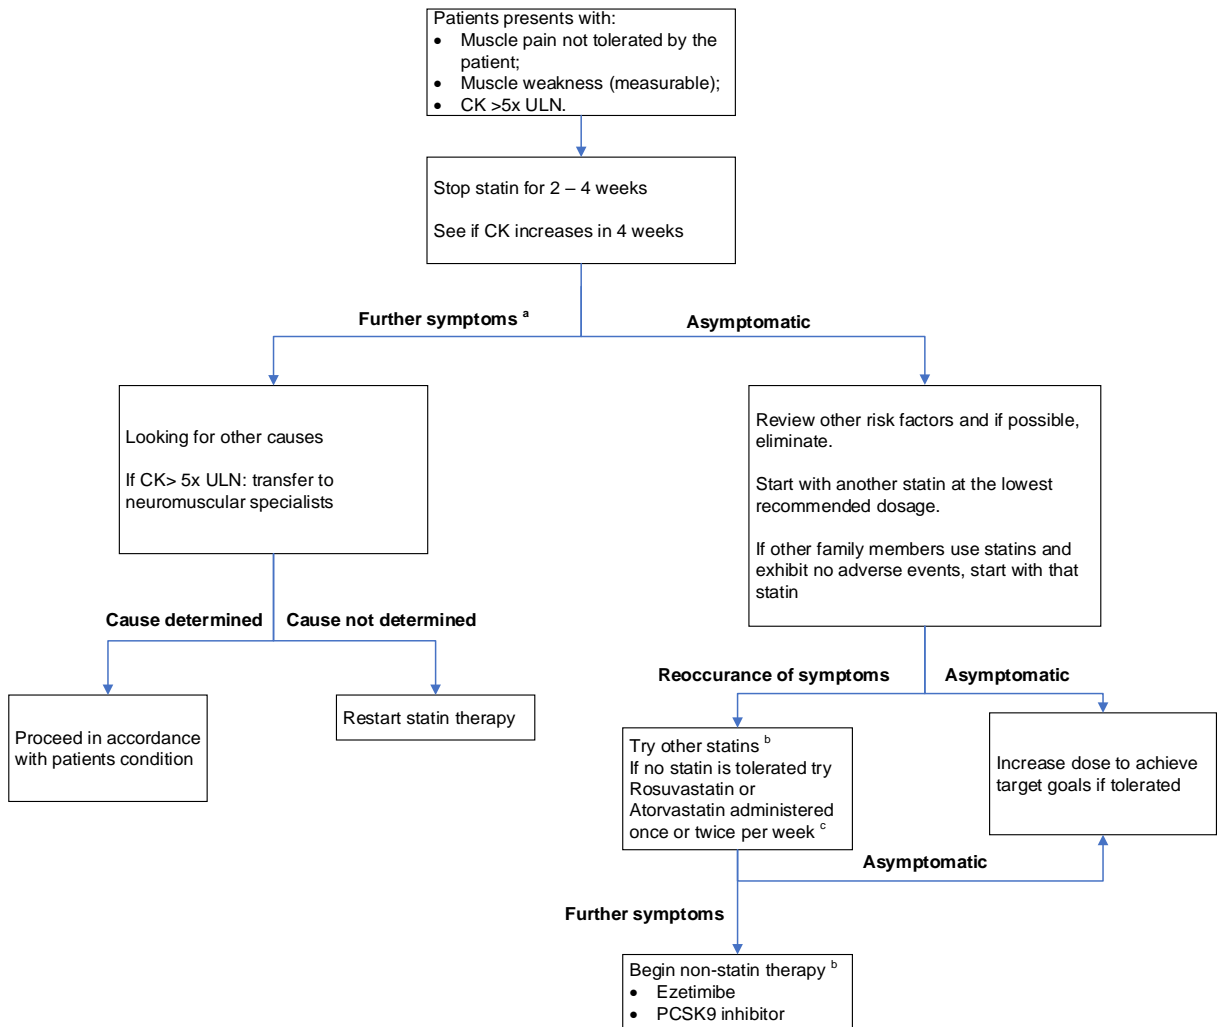 Patients presents with:
• Muscle pain not tolerated by the
patient;
• Muscle weakness (measurable);
• CK >5x ULN.
Stop statin for 2 – 4 weeks
See if CK increases in 4 weeks
Further symptoms a
Asymptomatic
Looking for other causes
If CK> 5x ULN: transfer to
neuromuscular specialists
Review other risk factors and if possible,
eliminate.
Start with another statin at the lowest
recommended dosage.
If other family members use statins and
exhibit no adverse events, start with that
statin
Cause determined
Cause not determined
Reoccurance of symptoms
Asymptomatic
Proceed in accordance
with patients condition
Restart statin therapy
Try other statins b
If no statin is tolerated try
Rosuvastatin or
Atorvastatin administered
once or twice per week c
Increase dose to achieve
target goals if tolerated
Asymptomatic
Further symptoms
Begin non-statin therapy b
• Ezetimibe
• PCSK9 inhibitor